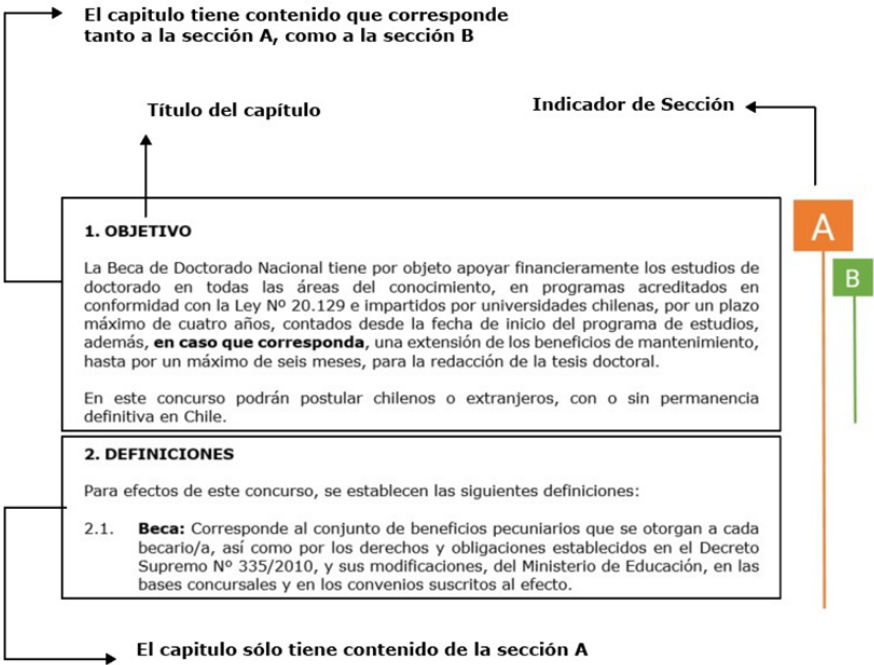 El capitulo tiene contenido que corresponde
tanto a la sección A, como a la sección B
Título del capítulo
Indicador de Sección
1. OBJETIVO
La Beca de Doctorado Nacional tiene por objeto apoyar financieramente los estudios de
doctorado en todas las áreas del conocimiento, en programas acreditados en
conformidad con la Ley Nº 20.129 e impartidos por universidades chilenas, por un plazo
máximo de cuatro años, contados desde la fecha de inicio del programa de estudios,
además, en caso que corresponda, una extensión de los beneficios de mantenimiento,
hasta por un máximo de seis meses, para la redacción de la tesis doctoral.
En este concurso podrán postular chilenos o extranjeros, con o sin permanencia
definitiva en Chile.
A
B
2. DEFINICIONES
Para efectos de este concurso, se establecen las siguientes definiciones:
2.1. Beca: Corresponde al conjunto de beneficios pecuniarios que se otorgan a cada
becario/a, así como por los derechos y obligaciones establecidos en el Decreto
Supremo Nº 335/2010, y sus modificaciones, del Ministerio de Educación, en las
bases concursales y en los convenios suscritos al efecto.
El capitulo sólo tiene contenido de la sección A